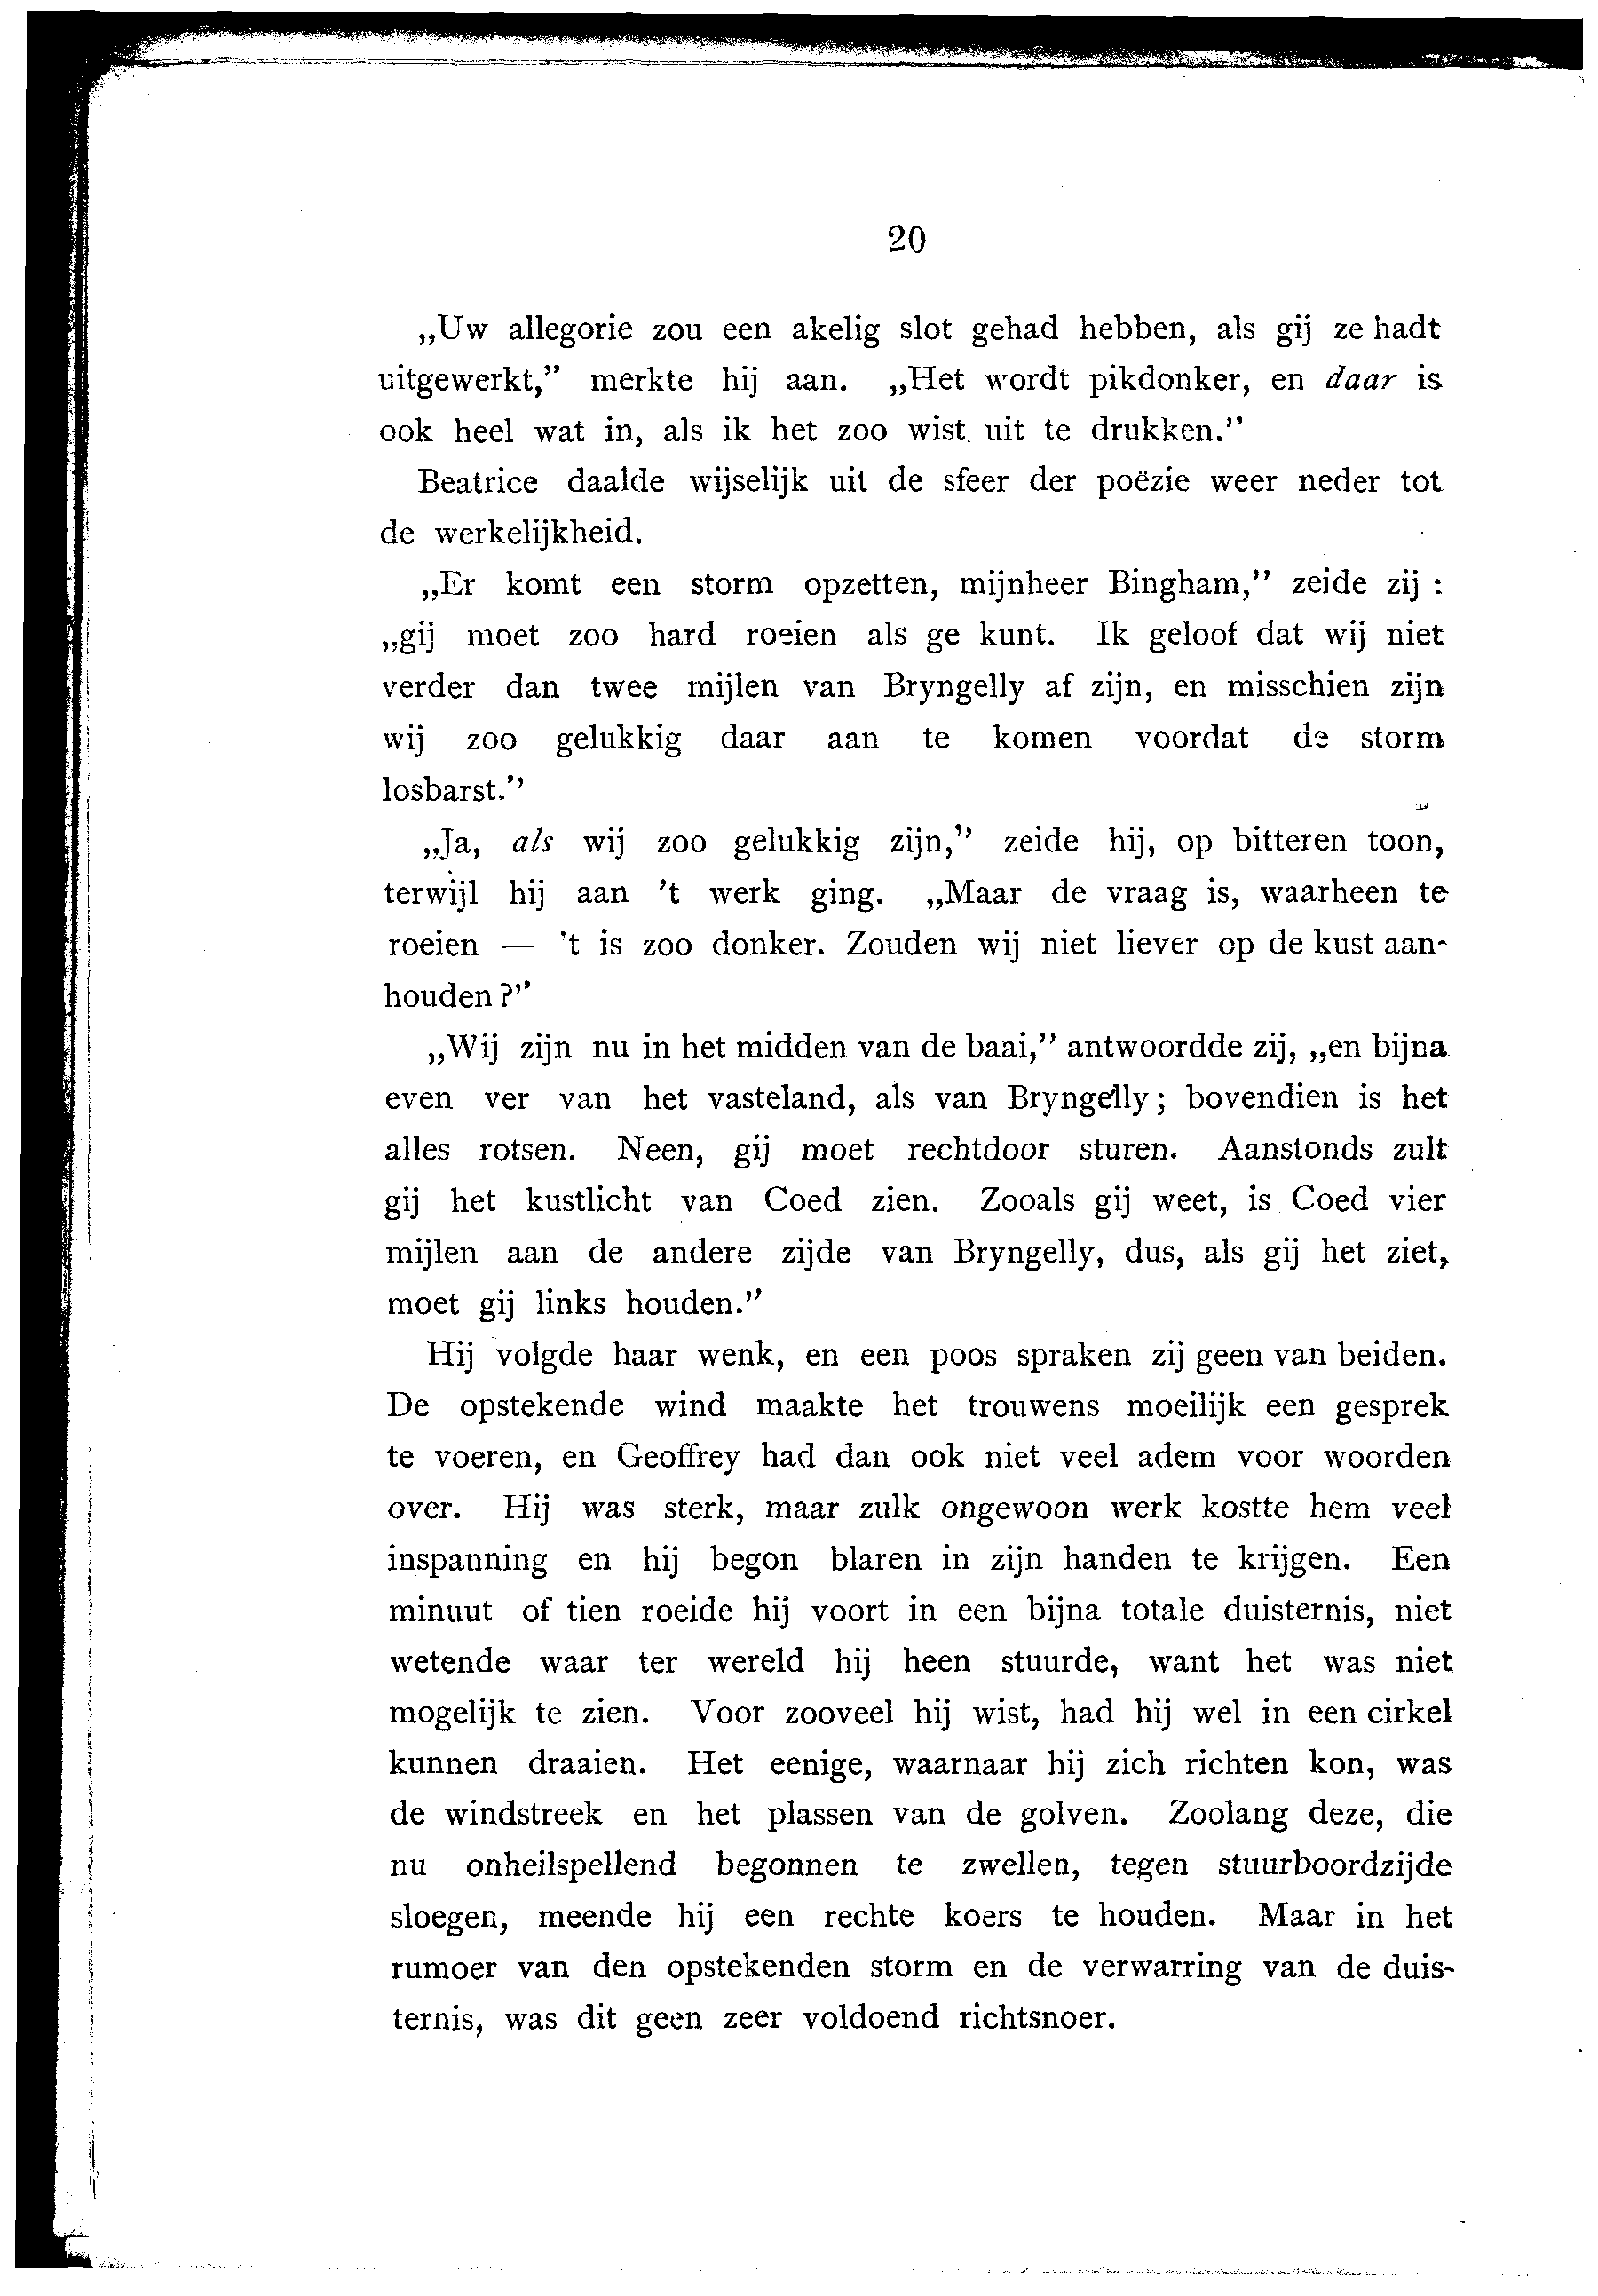 20
„Uw allegorie zou een akelig slot gehad hebben, als gij ze hadt
uitgewerkt,” merkte hij aan. „Het wordt pikdonker, en daar is
ook heel wat in, als ik het zoo wist uit te drukken.”
Beatrice daalde wijselijk uit de sfeer der poëzie weer neder tot
de werkelijkheid.
„Er komt een storm opzetten, mijnheer Bingham,” zeide zij :
„gij moet zoo hard roeien als ge kunt. Ik geloof dat wij niet
verder dan twee mijlen van Bryngelly af zijn, en misschien zijn
wij zoo gelukkig daar aan te komen voordat de storm
losbarst.”
„Ja, als wij zoo gelukkig zijn,” zeide hij, op bitteren toon,
terwijl hij aan 't werk ging. „Maar de vraag is, waarheen te
roeien — 't is zoo donker. Zouden wij niet liever op de kust aan-
houden?”
„Wij zijn nu in het midden van de baai,” antwoordde zij, „en bijna
even ver van het vasteland, als van Bryngelly; bovendien is het
alles rotsen. Neen, gij moet rechtdoor sturen. Aanstonds zult
gij het kustlicht van Coed zien. Zooals gij weet, is Coed vier
mijlen aan de andere zijde van Bryngelly, dus, als gij het ziet,
moet gij links houden.”
Hij volgde haar wenk, en een poos spraken zij geen van beiden.
De opstekende wind maakte het trouwens moeilijk een gesprek
te voeren, en Geoffrey had dan ook niet veel adem voor woorden
over. Hij was sterk, maar zulk ongewoon werk kostte hem veel
inspanning en hij begon blaren in zijn handen te krijgen. Een
minuut of tien roeide hij voort in een bijna totale duisternis, niet
wetende waar ter wereld hij heen stuurde, want het was niet
mogelijk te zien. Voor zooveel hij wist, had hij wel in een cirkel
kunnen draaien. Het eenige, waarnaar hij zich richten kon, was
de windstreek en het plassen van de golven. Zoolang deze, die
nu onheilspellend begonnen te zwellen, tegen stuurboordzijde
sloegen, meende hij een rechte koers te houden. Maar in het
rumoer van den opstekenden storm en de verwarring van de duis-
ternis, was dit geen zeer voldoend richtsnoer.